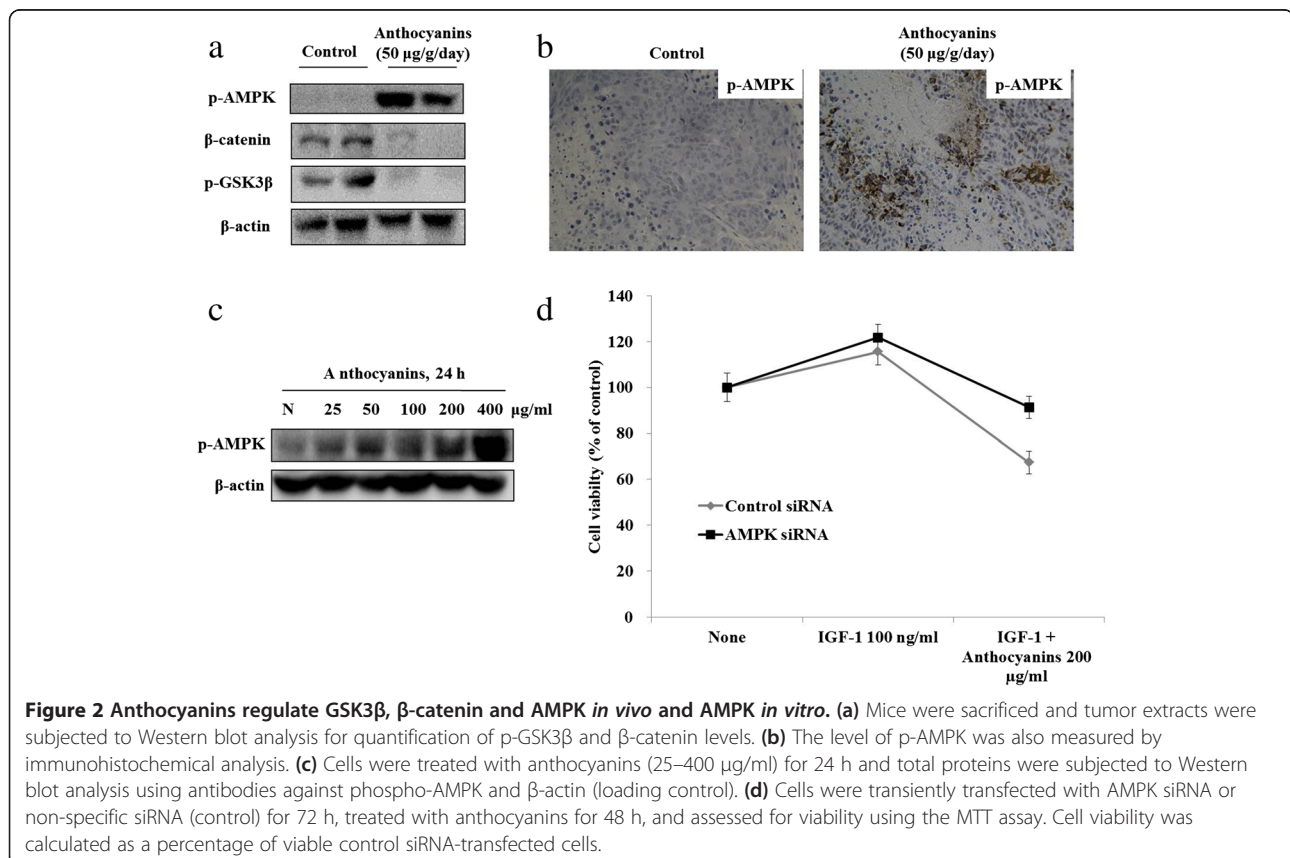 a
Control
Anthocyanins
(50 μg/g/day)
p-AMPK
β-catenin
p-GSK3β
β-actin
b
Control
p-AMPK
Anthocyanins
(50 μg/g/day)
p-AMPK
c
A nthocyanins, 24 h
N 25 50 100 200 400 μg/ml
p-AMPK
β-actin
d
Cell viabilty (% of control)
140
120
100
80
60
40
20
0
Control siRNA
AMPK siRNA
None
IGF-1 100 ng/ml
IGF-1 +
Anthocyanins 200
μg/ml
Figure 2 Anthocyanins regulate GSK3β, β-catenin and AMPK in vivo and AMPK in vitro. (a) Mice were sacrificed and tumor extracts were
subjected to Western blot analysis for quantification of p-GSK3β and β-catenin levels. (b) The level of p-AMPK was also measured by
immunohistochemical analysis. (c) Cells were treated with anthocyanins (25–400 μg/ml) for 24 h and total proteins were subjected to Western
blot analysis using antibodies against phospho-AMPK and β-actin (loading control). (d) Cells were transiently transfected with AMPK siRNA or
non-specific siRNA (control) for 72 h, treated with anthocyanins for 48 h, and assessed for viability using the MTT assay. Cell viability was
calculated as a percentage of viable control siRNA-transfected cells.